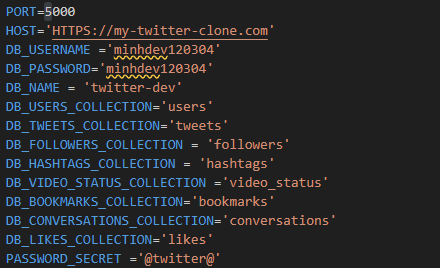 PORT=5000
HOST='HTTPS://my-twitter-clone.com'
DB_USERNAME ='minhdev120304'
DB_PASSWORD='minhdev120304'
DB_NAME = 'twitter-dev'
DB_USERS_COLLECTION='users'
DB_TWEETS_COLLECTION='tweets'
DB_FOLLOWERS_COLLECTION = 'followers'
DB_HASHTAGS_COLLECTION = 'hashtags'
DB_VIDEO_STATUS_COLLECTION ='video_status'
DB_BOOKMARKS_COLLECTION='bookmarks'
DB_CONVERSATIONS_COLLECTION='conversations'
DB_LIKES_COLLECTION='likes'
PASSWORD_SECRET ='@twitter@'